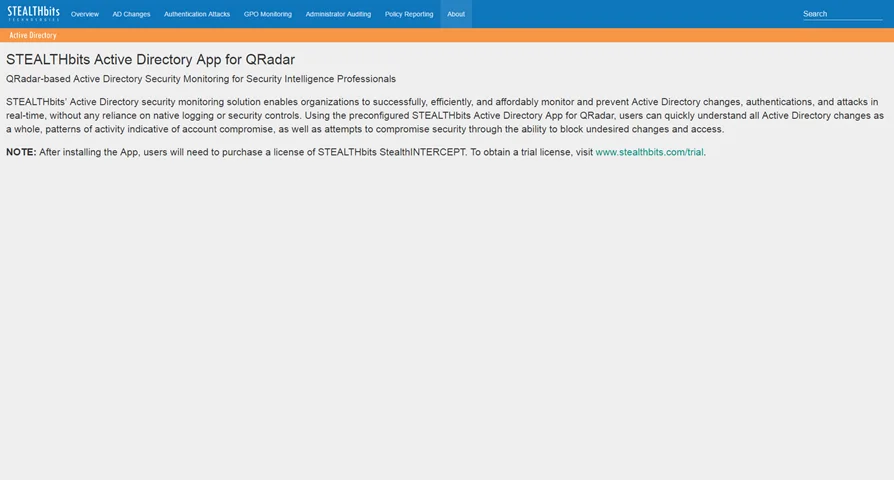 STEALTHbits
TECHNOLOGIES
Overview AD Changes Authentication Attacks GPO Monitoring Administrator Auditing Policy Reporting About Search
Active Directory
STEALTHbits Active Directory App for QRadar
QRadar-based Active Directory Security Monitoring for Security Intelligence Professionals
STEALTHbits' Active Directory security monitoring solution enables organizations to successfully, efficiently, and affordably monitor and prevent Active Directory changes, authentications, and attacks in
real-time, without any reliance on native logging or security controls. Using the preconfigured STEALTHbits Active Directory App for QRadar, users can quickly understand all Active Directory changes as
a whole, patterns of activity indicative of account compromise, as well as attempts to compromise security through the ability to block undesired changes and access.
NOTE: After installing the App, users will need to purchase a license of STEALTHbits StealthINTERCEPT. To obtain a trial license, visit www.stealthbits.com/trial.